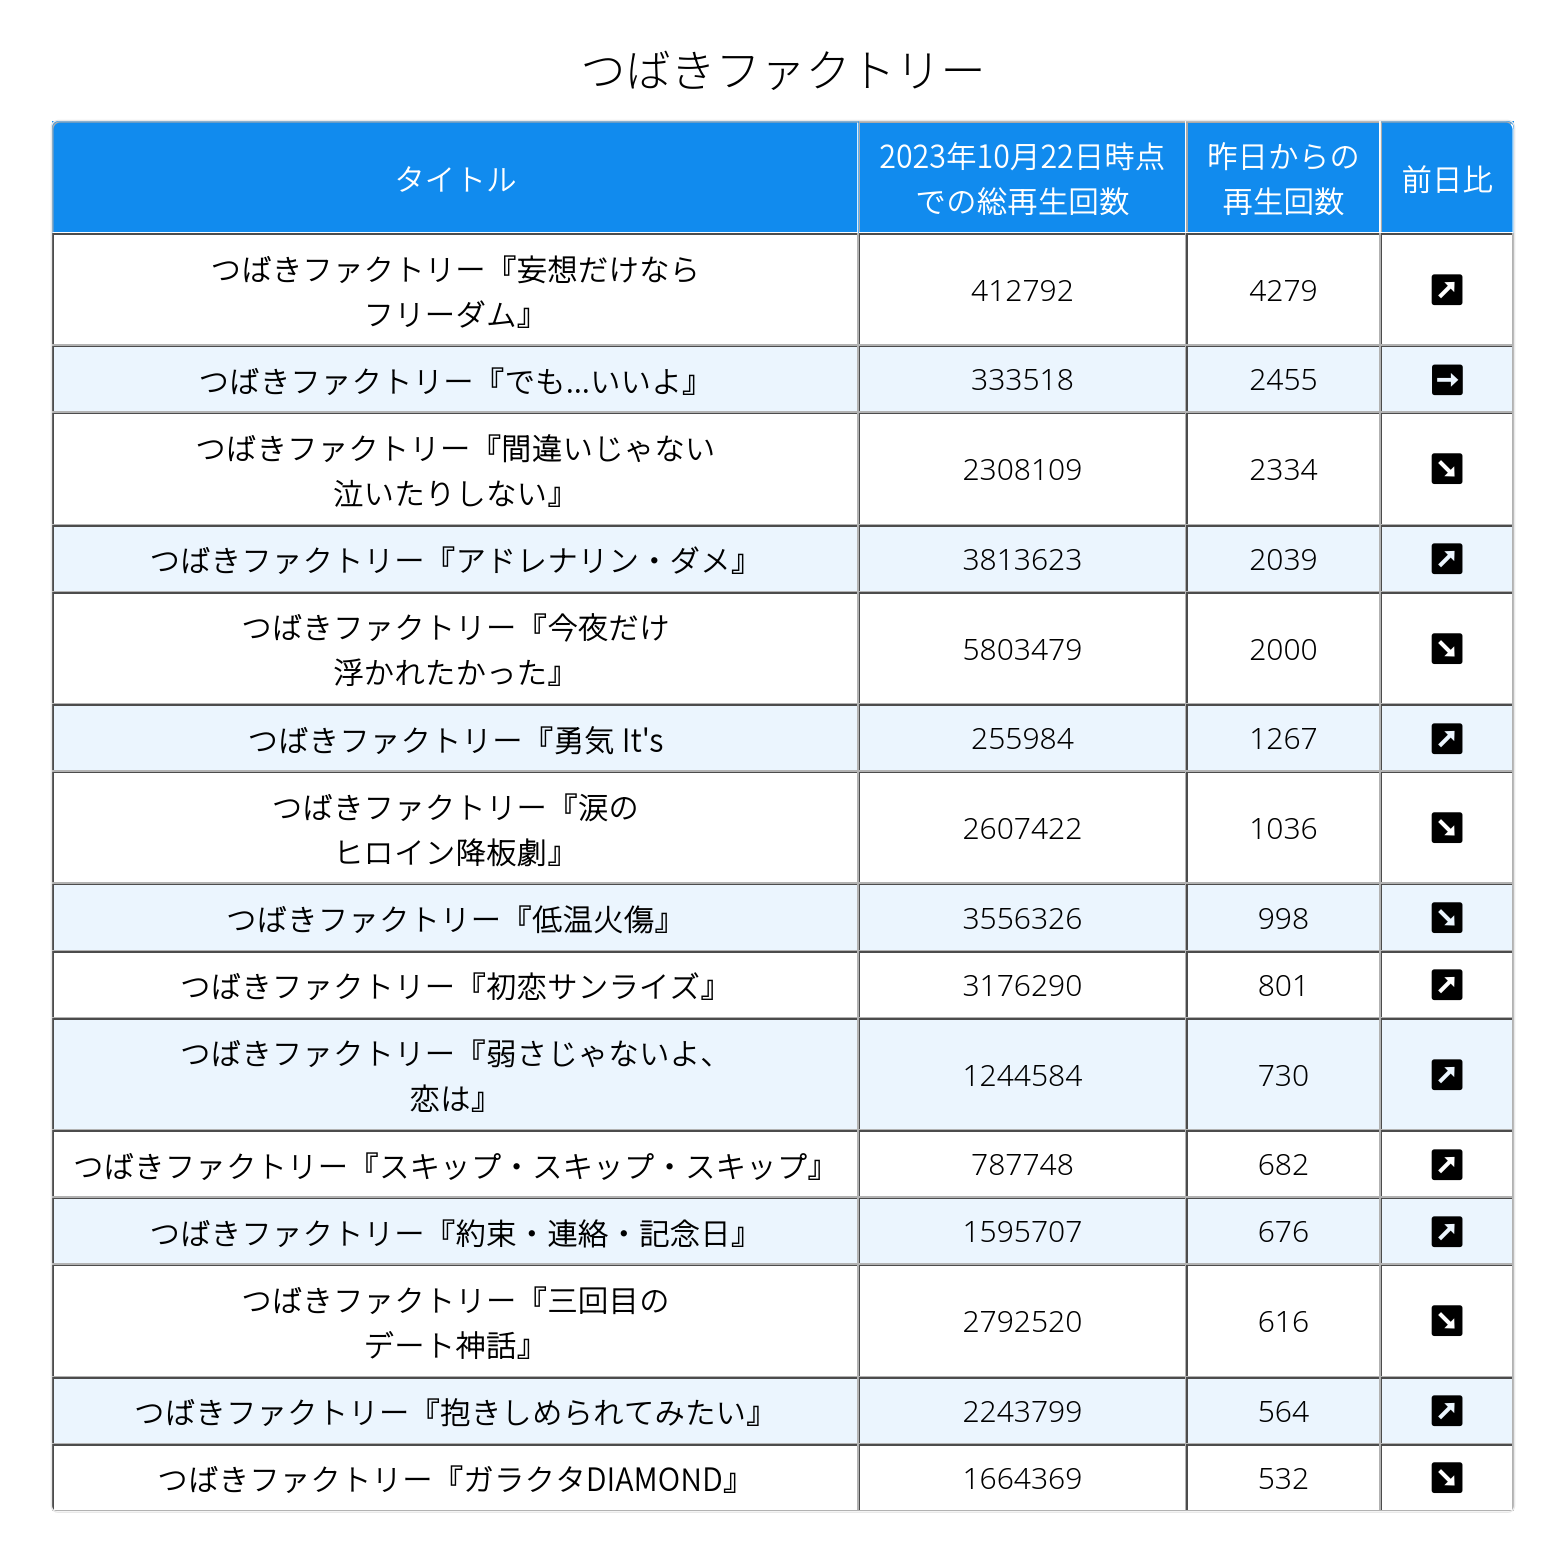 つばきファクトリー
タイトル
2023年10月22日時点
での総再生回数
昨日からの
再生回数
前日比
つばきファクトリー『妄想だけなら
フリーダム』
412792
4279
つばきファクトリー『でも...いいよ』
333518
2455
つばきファクトリー『間違いじゃない
泣いたりしない』
2308109
2334
つばきファクトリー『アドレナリン・ダメ』
3813623
2039
つばきファクトリー『今夜だけ
浮かれたかった』
5803479
2000
つばきファクトリー『勇気 It's
255984
1267
つばきファクトリー『涙の
ヒロイン降板劇』
2607422
1036
つばきファクトリー『低温火傷』
3556326
998
つばきファクトリー『初恋サンライズ』
3176290
801
つばきファクトリー『弱さじゃないよ、
恋は』
1244584
730
つばきファクトリー『スキップ・スキップ・スキップ』
787748
682
つばきファクトリー『約束・連絡・記念日』
1595707
676
つばきファクトリー『三回目の
デート神話』
2792520
616
つばきファクトリー『抱きしめられてみたい』
2243799
564
つばきファクトリー『ガラクタDIAMOND』
1664369
532